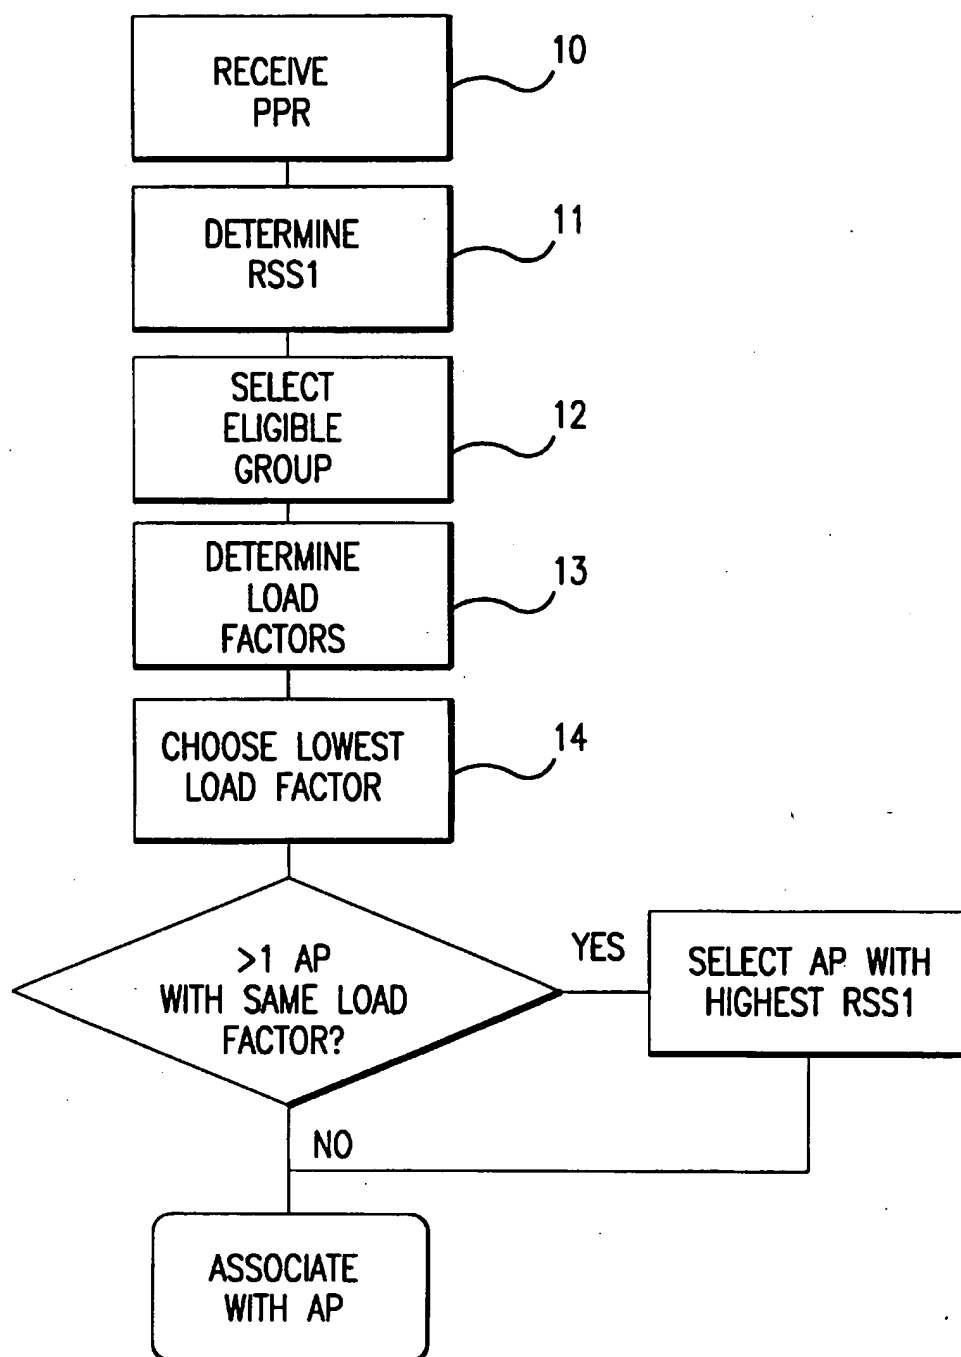 RECEIVE
PPR
10
DETERMINE
RSS1
11
SELECT
ELIGIBLE
GROUP
12
DETERMINE
LOAD
FACTORS
13
CHOOSE LOWEST
LOAD FACTOR
14
>1 AP
WITH SAME LOAD
FACTOR?
YES
SELECT AP WITH
HIGHEST RSS1
NO
ASSOCIATE
WITH AP